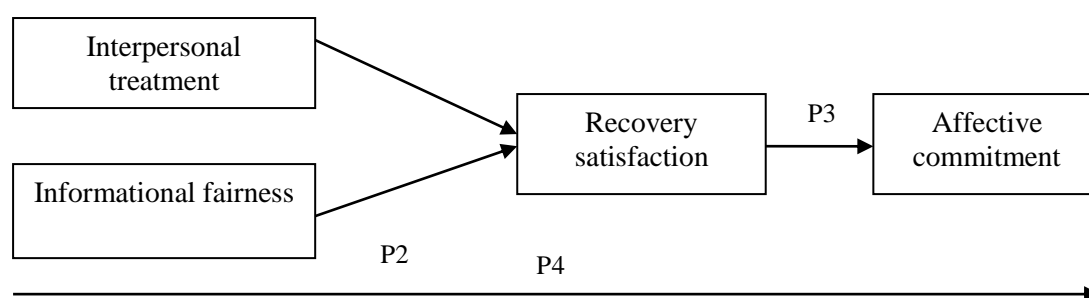 Interpersonal
treatment
Informational fairness
Recovery
satisfaction
P3
Affective
commitment
P2
P4